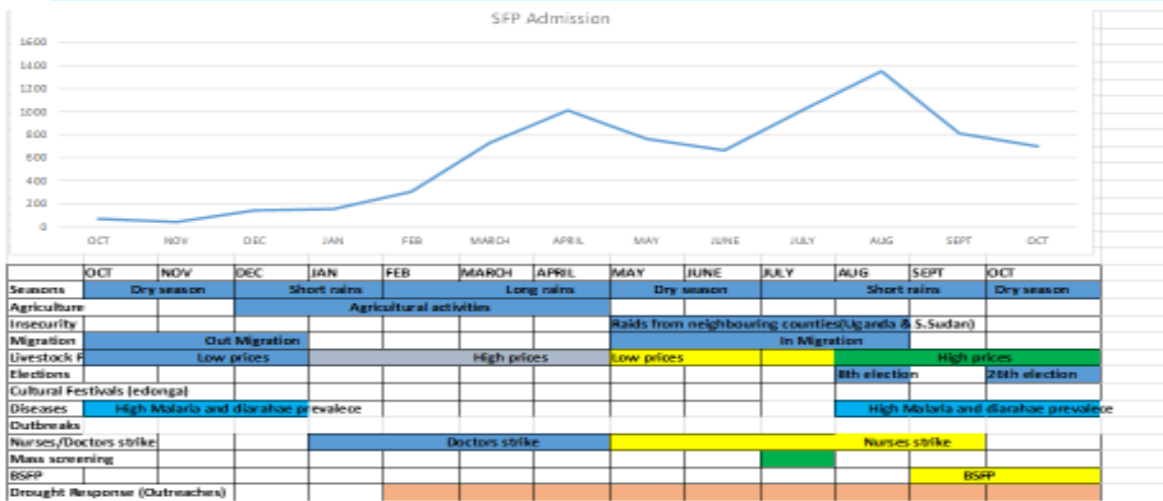 SFP Admission
1600
1400
1200
1000
800
600
400
200
0
OCT NOV DEC JAN FEB MARCH APRIL MAY JUNE JULY AUG SEPT OCT
OCT NOV DEC JAN FEB MARCH APRIL MAY JUNE JULY AUG SEPT OCT
Seasons Dry season Short rains Long rains Dry season Short rains Dry season
Agriculture Agricultural activities
Insecurity Raids from neighbouring counties(Uganda & S.Sudan)
Migration Out Migration In Migration
Livestock P Low prices High prices Low prices High prices
Elections 8th election 26th election
Cultural Festivals (edonga)
Diseases High Malaria and diarahae prevalece High Malaria and diarahae prevalece
Outbreaks
Nurses/Doctors strike Doctors strike Nurses strike
Mass screening
BSFP BSFP
Drought Response (Outreaches)